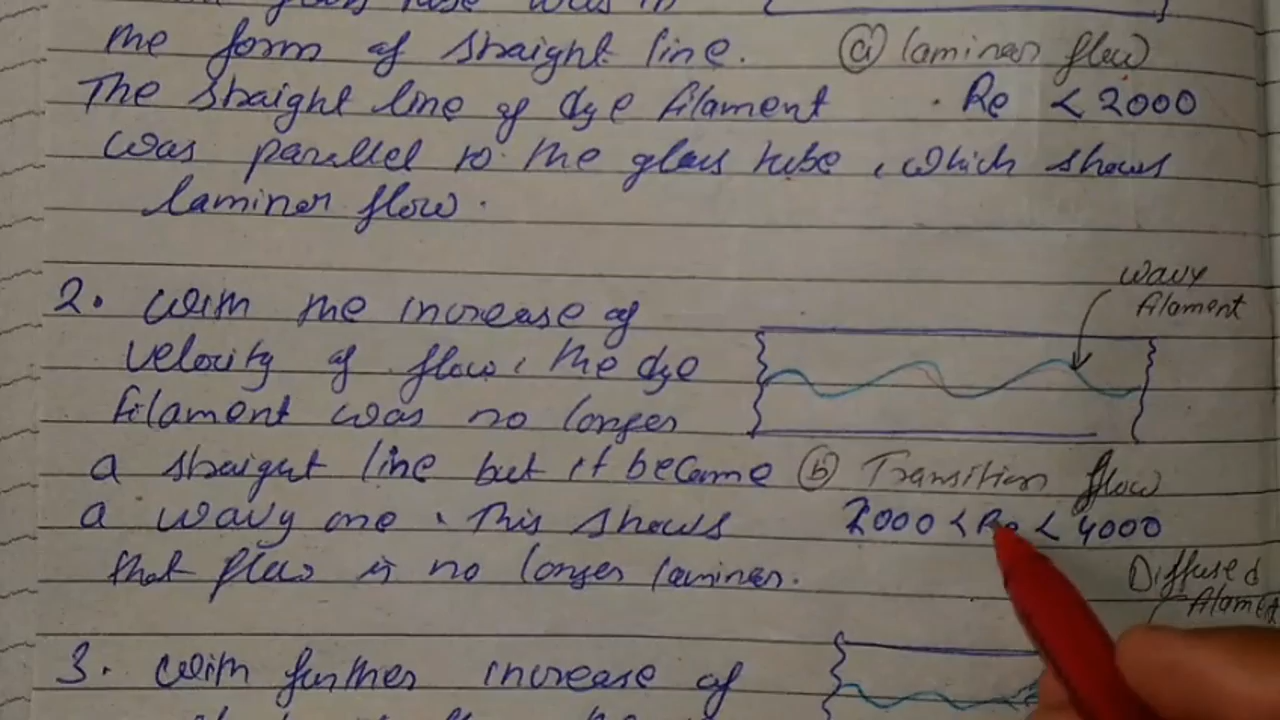 the form of straight line.
(a) laminar flow
The straight line of dye filament
Re < 2000
was parallel to the glass tube, which shows
laminar flow.
wavy
filament
2. With the increase of
velocity of flow, the dye
filament was no longer
a straight line but it became
(b) Transition flow
a wavy one. This shows
2000 < Re < 4000
that flow is no longer laminar.
Diffused
filament
3. With further increase of